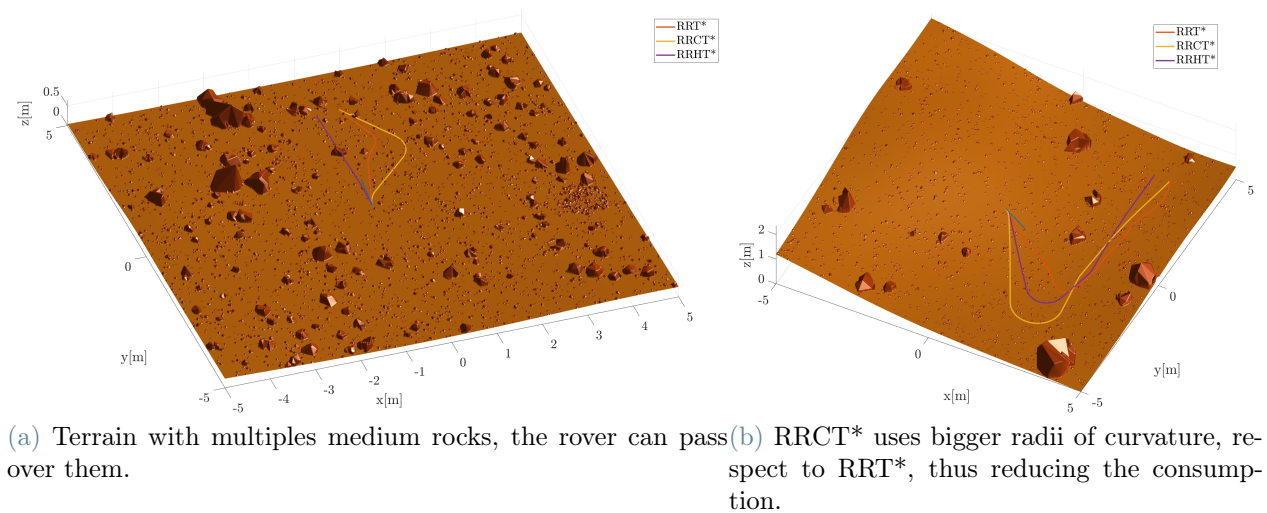 RRT*
RRCT*
RRHT*
z[m]
0.5
0
5
0
-5
y[m]
-5
-4
-3
-2
-1
0
1
2
3
4
5
x[m]
RRT*
RRCT*
RRHT*
z[m]
2
1
0
-5
0
5
x[m]
-5
0
5
y[m]
(a) Terrain with multiples medium rocks, the rover can pass
over them.
(b) RRCT* uses bigger radii of curvature, re-
spect to RRT*, thus reducing the consump-
tion.